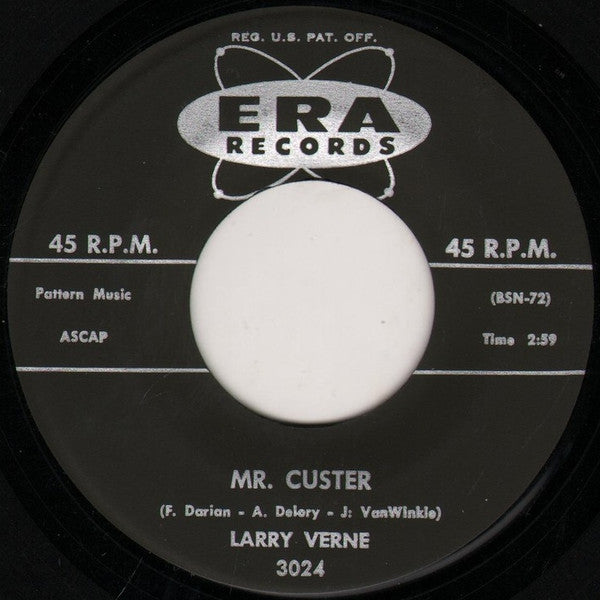 REG. U.S. PAT. OFF.
ERA
RECORDS
45 R.P.M.
45 R.P.M.
Pattern Music
(BSN-72)
ASCAP
Time 2:59
MR. CUSTER
(F. Darian - A. Delory - J. VanWinkle)
LARRY VERNE
3024